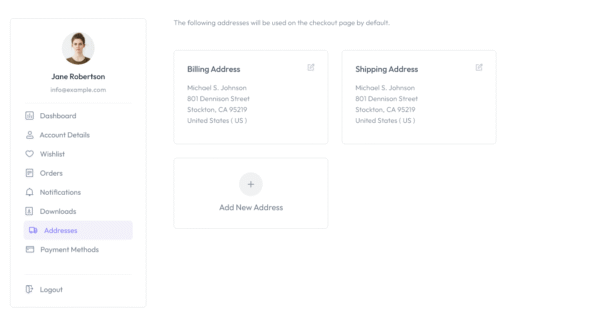 The following addresses will be used on the checkout page by default.
Jane Robertson
info@example.com
Dashboard
Account Details
Wishlist
Orders
Notifications
Downloads
Addresses
Payment Methods
Logout
Billing Address
Michael S. Johnson
801 Dennison Street
Stockton, CA 95219
United States ( US )
Shipping Address
Michael S. Johnson
801 Dennison Street
Stockton, CA 95219
United States ( US )
Add New Address